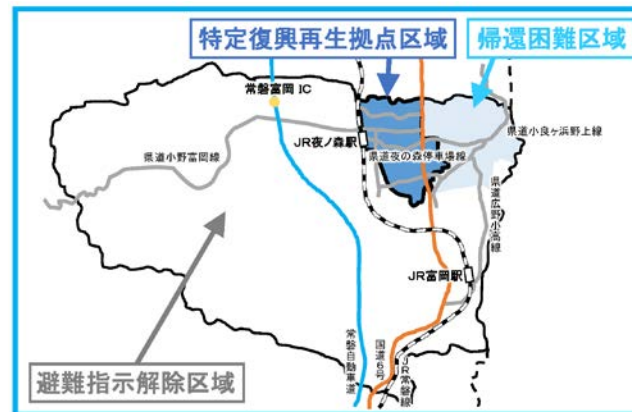 特定復興再生拠点区域
帰還困難区域
常磐富岡IC
県道小良ヶ浜野上線
JR夜ノ森駅
県道夜の森停車場線
県道小野富岡線
県道広野小高線
JR富岡駅
避難指示解除区域
常磐自動車道
国道6号
JR常磐線